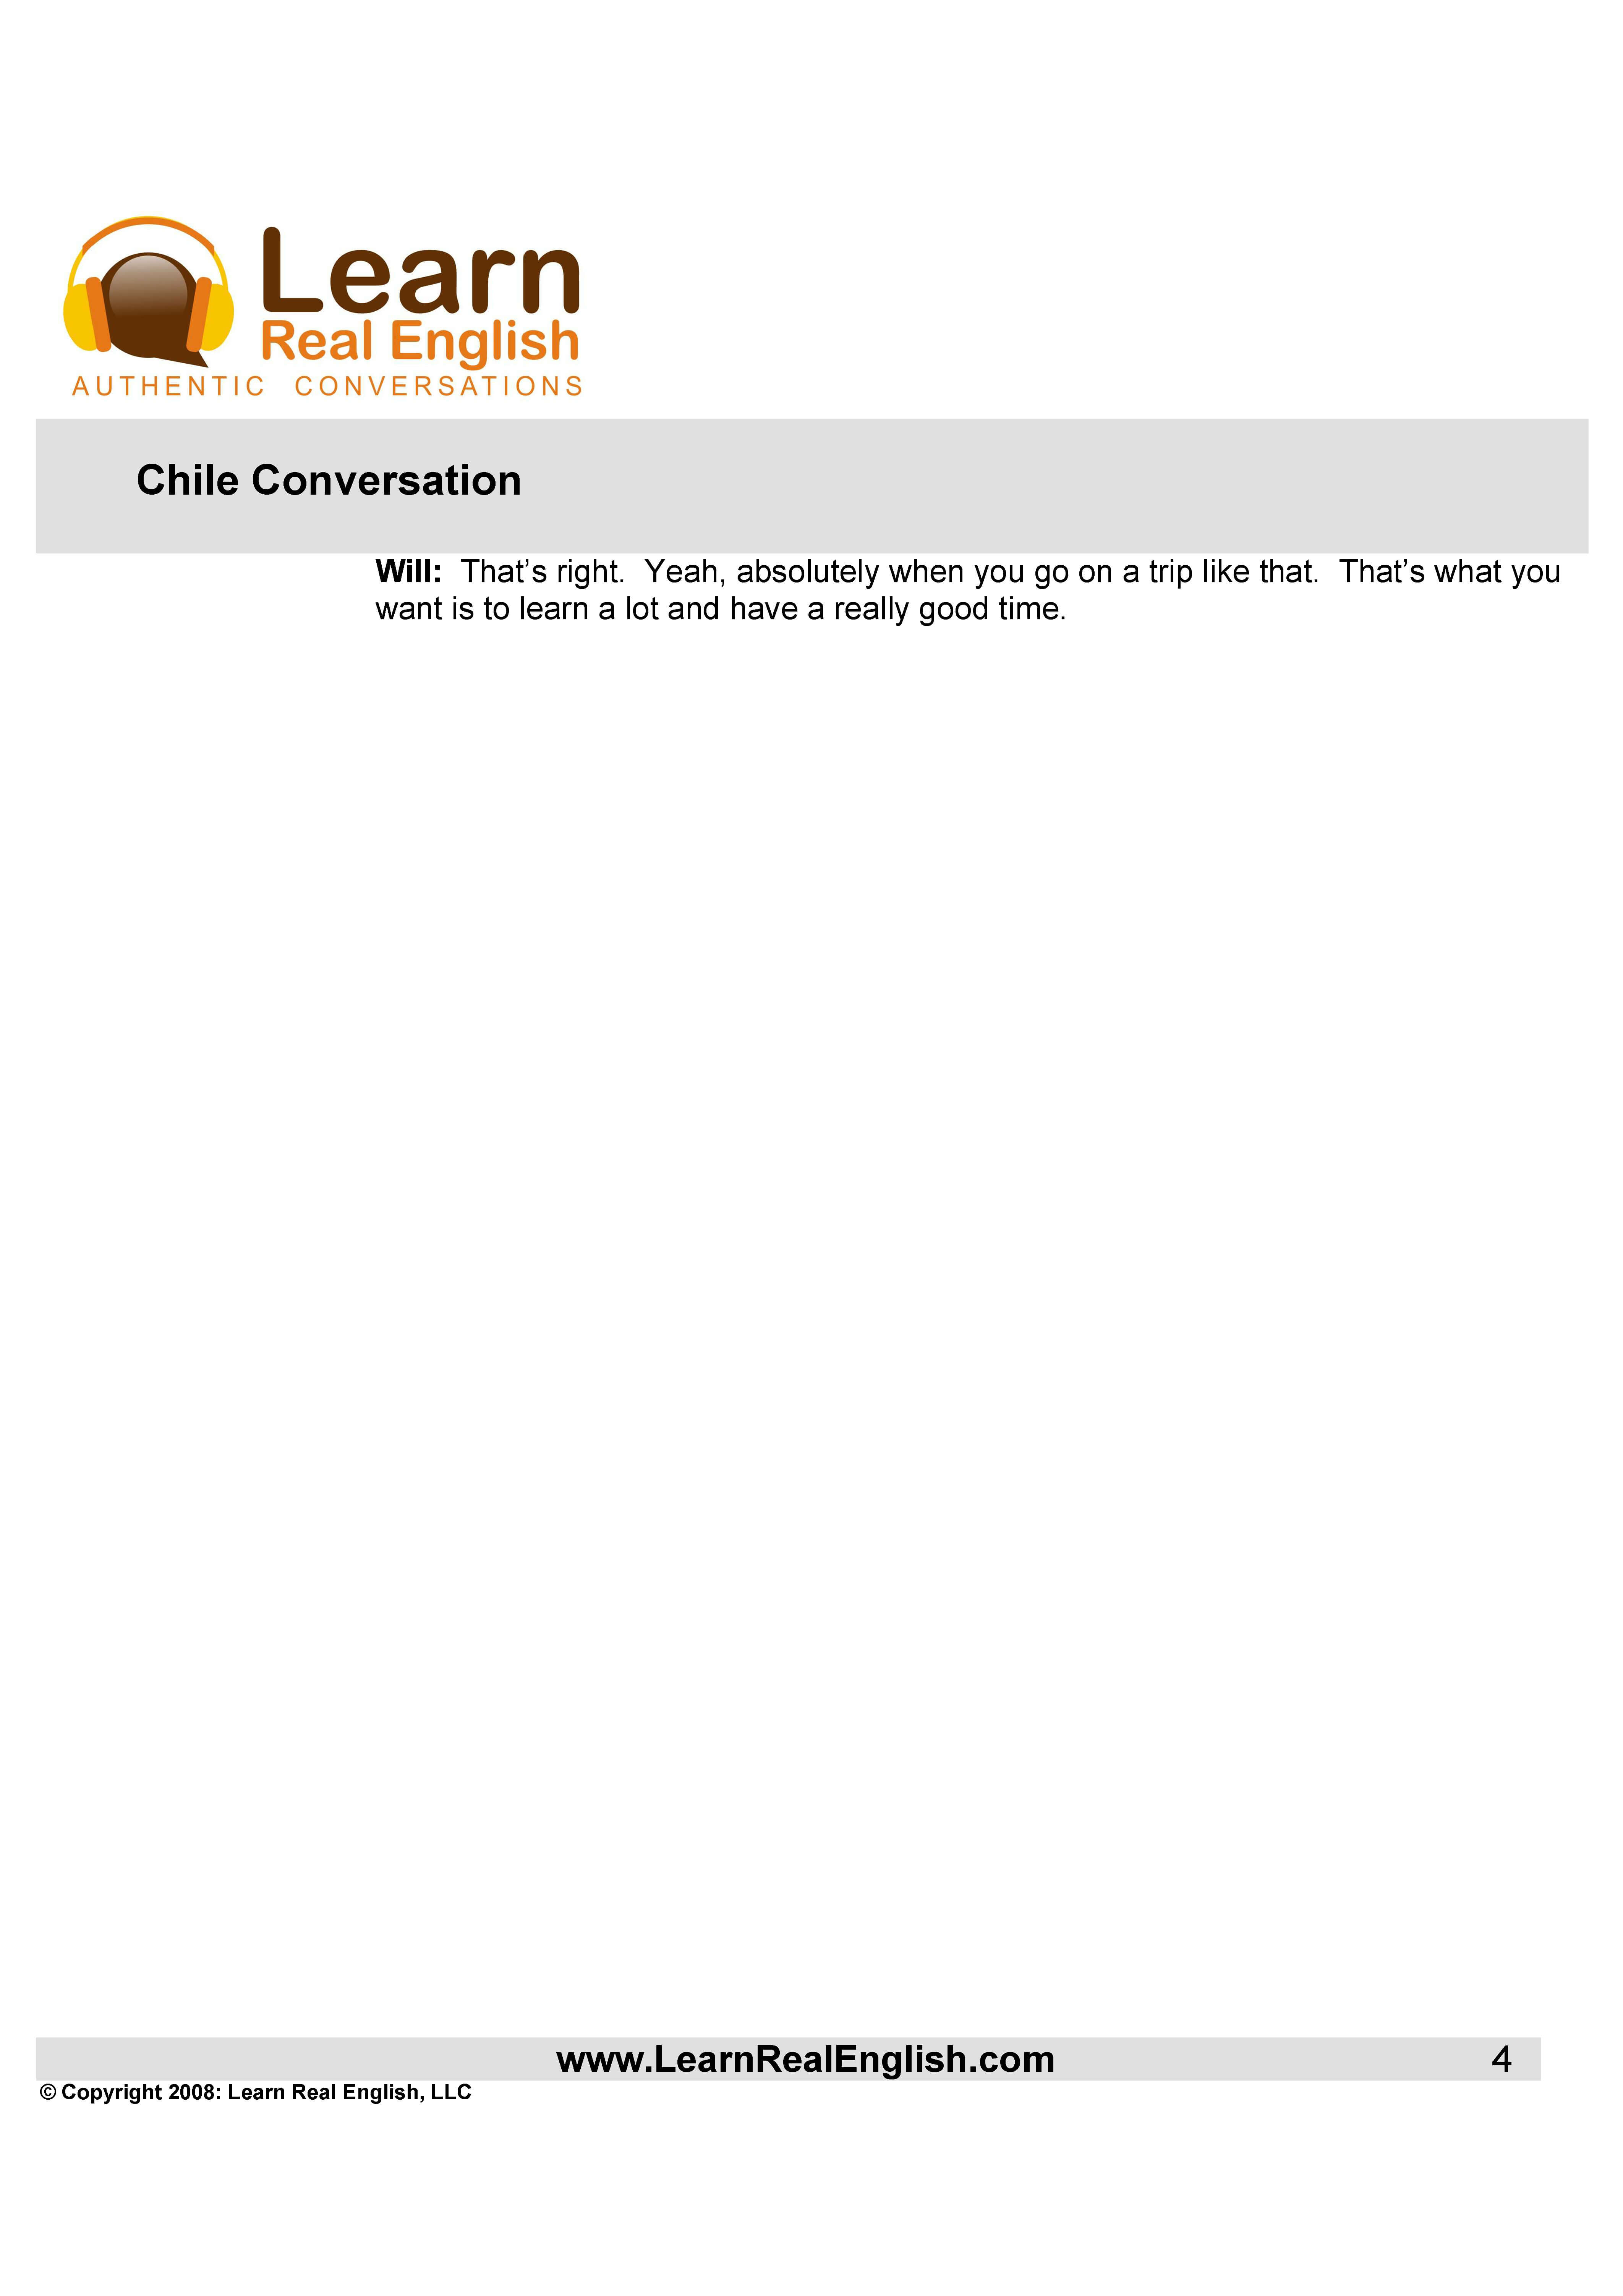 Learn
Real English
AUTHENTIC CONVERSATIONS
Chile Conversation
Will:  That’s right.  Yeah, absolutely when you go on a trip like that.  That’s what you
want is to learn a lot and have a really good time.
www.LearnRealEnglish.com 4
© Copyright 2008: Learn Real English, LLC